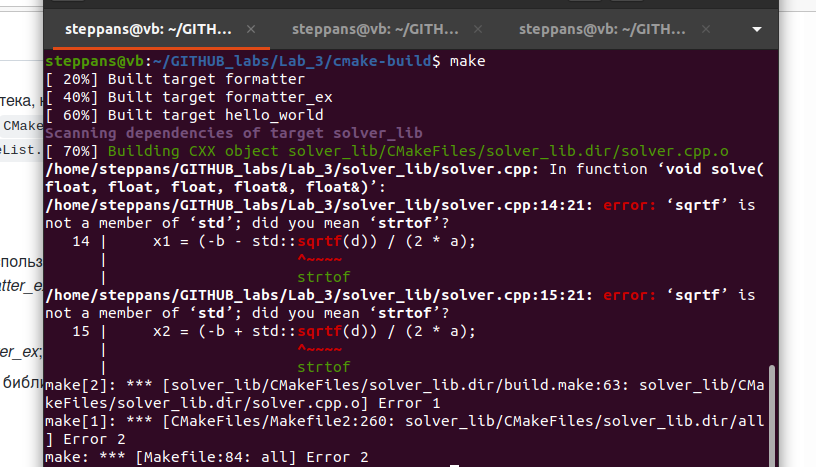 steppans@vb: ~/GITH... × steppans@vb: ~/GITH... × steppans@vb: ~/GITH... ×
steppans@vb:~/GITHUB_labs/Lab_3/cmake-build$ make
[ 20%] Built target formatter
[ 40%] Built target formatter_ex
[ 60%] Built target hello_world
Scanning dependencies of target solver_lib
[ 70%] Building CXX object solver_lib/CMakeFiles/solver_lib.dir/solver.cpp.o
/home/steppans/GITHUB_labs/Lab_3/solver_lib/solver.cpp: In function ‘void solve(
float, float, float, float&, float&)’:
/home/steppans/GITHUB_labs/Lab_3/solver_lib/solver.cpp:14:21: error: ‘sqrtf’ is
not a member of ‘std’; did you mean ‘strtof’?
14 | x1 = (-b - std::sqrtf(d)) / (2 * a);
| ^~~~~
| strtof
/home/steppans/GITHUB_labs/Lab_3/solver_lib/solver.cpp:15:21: error: ‘sqrtf’ is
not a member of ‘std’; did you mean ‘strtof’?
15 | x2 = (-b + std::sqrtf(d)) / (2 * a);
| ^~~~~
| strtof
make[2]: *** [solver_lib/CMakeFiles/solver_lib.dir/build.make:63: solver_lib/CMa
keFiles/solver_lib.dir/solver.cpp.o] Error 1
make[1]: *** [CMakeFiles/Makefile2:260: solver_lib/CMakeFiles/solver_lib.dir/all
] Error 2
make: *** [Makefile:84: all] Error 2
тека,
CMake
eList.
польз
atter_ex
er_ex;
библи